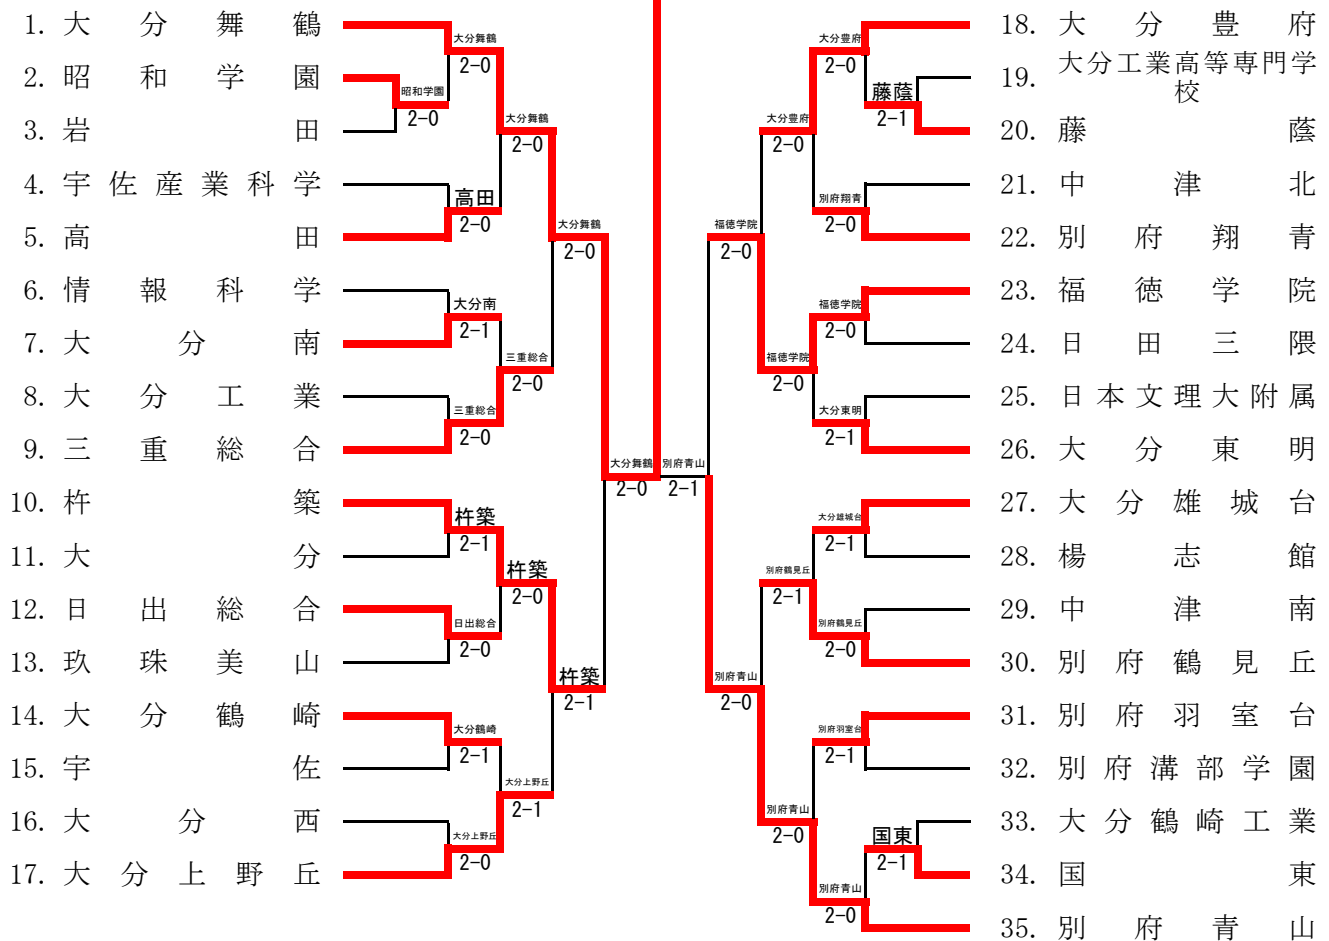 1. 大分舞鶴
2. 昭和学園
3. 岩田
4. 宇佐産業科学
5. 高田
6. 情報科学
7. 大分南
8. 大分工業
9. 三重総合
10. 杵築
11. 大分
12. 日出総合
13. 玖珠美山
14. 大分鶴崎
15. 宇佐
16. 大分西
17. 大分上野丘
昭和学園
2-0
大分舞鶴
2-0
高田
2-0
大分南
2-1
三重総合
2-0
杵築
2-1
日出総合
2-0
大分鶴崎
2-1
大分上野丘
2-0
大分舞鶴
2-0
三重総合
2-0
杵築
2-0
大分上野丘
2-1
大分舞鶴
2-0
杵築
2-1
大分舞鶴
2-0
別府青山
2-1
福徳学院
2-0
別府青山
2-0
大分豊府
2-0
福徳学院
2-0
別府鶴見丘
2-1
別府青山
2-0
大分豊府
2-0
別府翔青
2-0
福徳学院
2-0
大分東明
2-1
大分雄城台
2-1
別府鶴見丘
2-0
別府羽室台
2-1
別府青山
2-0
藤蔭
2-1
国東
2-1
18. 大分豊府
19. 大分工業高等専門学
校
20. 藤蔭
21. 中津北
22. 別府翔青
23. 福徳学院
24. 日田三隈
25. 日本文理大附属
26. 大分東明
27. 大分雄城台
28. 楊志館
29. 中津南
30. 別府鶴見丘
31. 別府羽室台
32. 別府溝部学園
33. 大分鶴崎工業
34. 国東
35. 別府青山